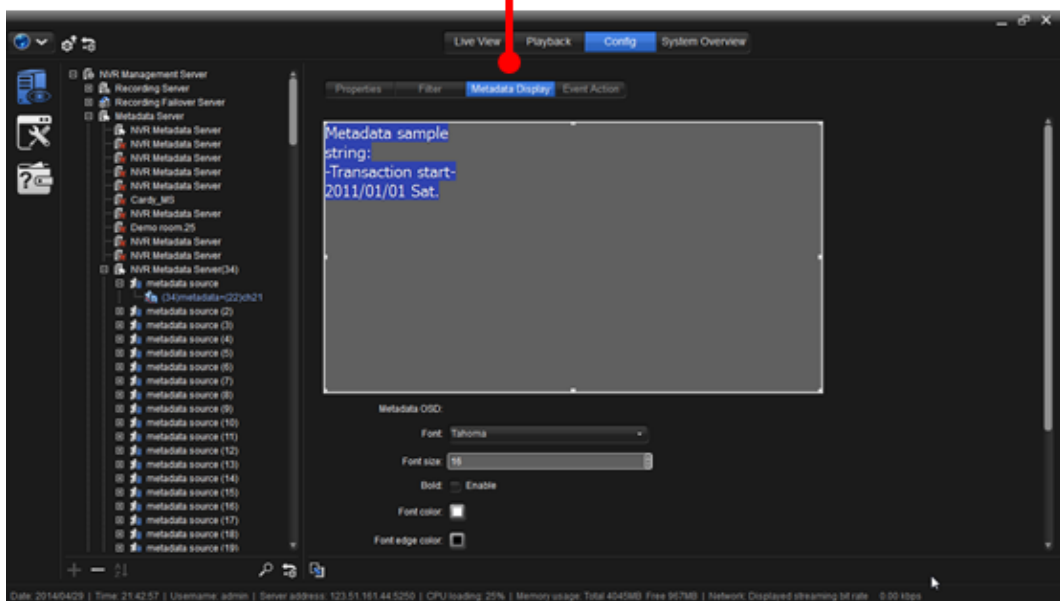 Live View Playback Config System Overview
NVR Management Server
Recording Server
Recording Failover Server
Metadata Server
NVR Metadata Server
NVR Metadata Server
NVR Metadata Server
NVR Metadata Server
NVR Metadata Server
Cardy_MS
NVR Metadata Server
Demo room.25
NVR Metadata Server
NVR Metadata Server
NVR Metadata Server(34)
metadata source
(34)metadata=(22)ch21
metadata source (2)
metadata source (3)
metadata source (4)
metadata source (5)
metadata source (6)
metadata source (7)
metadata source (8)
metadata source (9)
metadata source (10)
metadata source (11)
metadata source (12)
metadata source (13)
metadata source (14)
metadata source (15)
metadata source (16)
metadata source (17)
metadata source (18)
metadata source (19)
Properties Filter Metadata Display Event Action
Metadata sample
string:
-Transaction start-
2011/01/01 Sat.
Metadata OSD:
Font: Tahoma
Font size: 16
Bold: Enable
Font color:
Font edge color:
Date: 2014/04/29 | Time: 21:42:57 | Username: admin | Server address: 123.51.161.44:5250 | CPU loading: 25% | Memory usage: Total 4045MB Free 967MB | Network: Displayed streaming bit rate 0.00 kbps